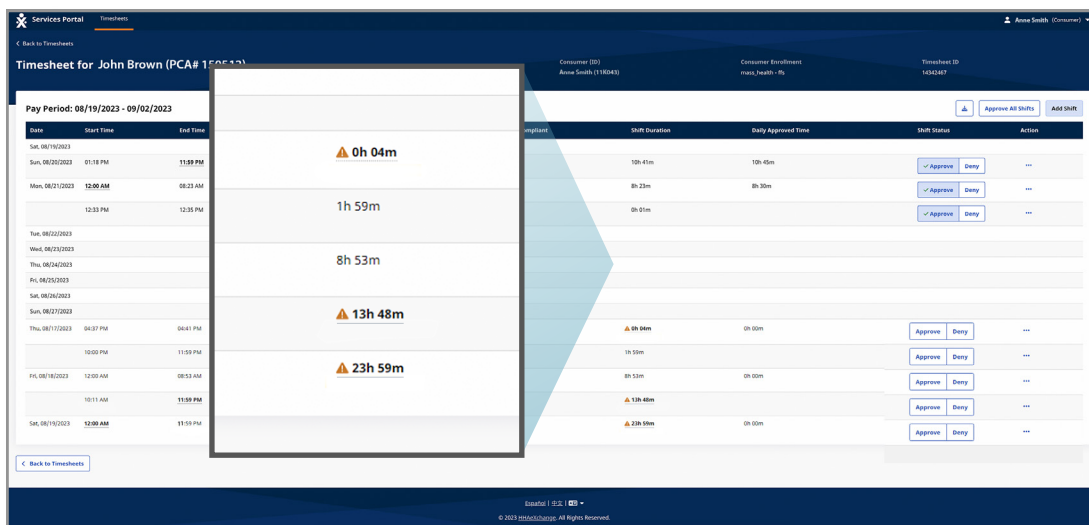 Services Portal Timesheets Anne Smith (Consumer)
Back to Timesheets
Timesheet for John Brown (PCA#
Consumer (ID) Consumer Enrollment Timesheet ID
Anne Smith (11R043) mass_health - ffs 14342467
Pay Period: 08/19/2023 - 09/02/2023 Approve All Shifts Add Shift
Date Start Time End Time Shift Duration Daily Approved Time Shift Status Action
Sat, 08/19/2023
Sun, 08/20/2023 01:18 PM 11:59 PM 10h 41m 10h 45m Approve Deny
Mon, 08/21/2023 12:00 AM 08:23 AM 8h 23m 8h 30m Approve Deny
12:33 PM 12:35 PM 0h 01m Approve Deny
Tue, 08/22/2023
Wed, 08/23/2023
Thu, 08/24/2023
Fri, 08/25/2023
Sat, 08/26/2023
Sun, 08/27/2023
Thu, 08/17/2023 04:37 PM 04:41 PM 0h 04m 0h 00m Approve Deny
10:00 PM 11:59 PM 1h 59m Approve Deny
Fri, 08/18/2023 12:00 AM 08:53 AM 8h 53m 0h 00m Approve Deny
10:11 AM 11:59 PM 13h 48m Approve Deny
Sat, 08/19/2023 12:00 AM 11:59 PM 23h 59m 0h 00m Approve Deny
0h 04m
1h 59m
8h 53m
13h 48m
23h 59m
Back to Timesheets
Español | 中文 |
© 2023 HHAeXchange. All Rights Reserved.